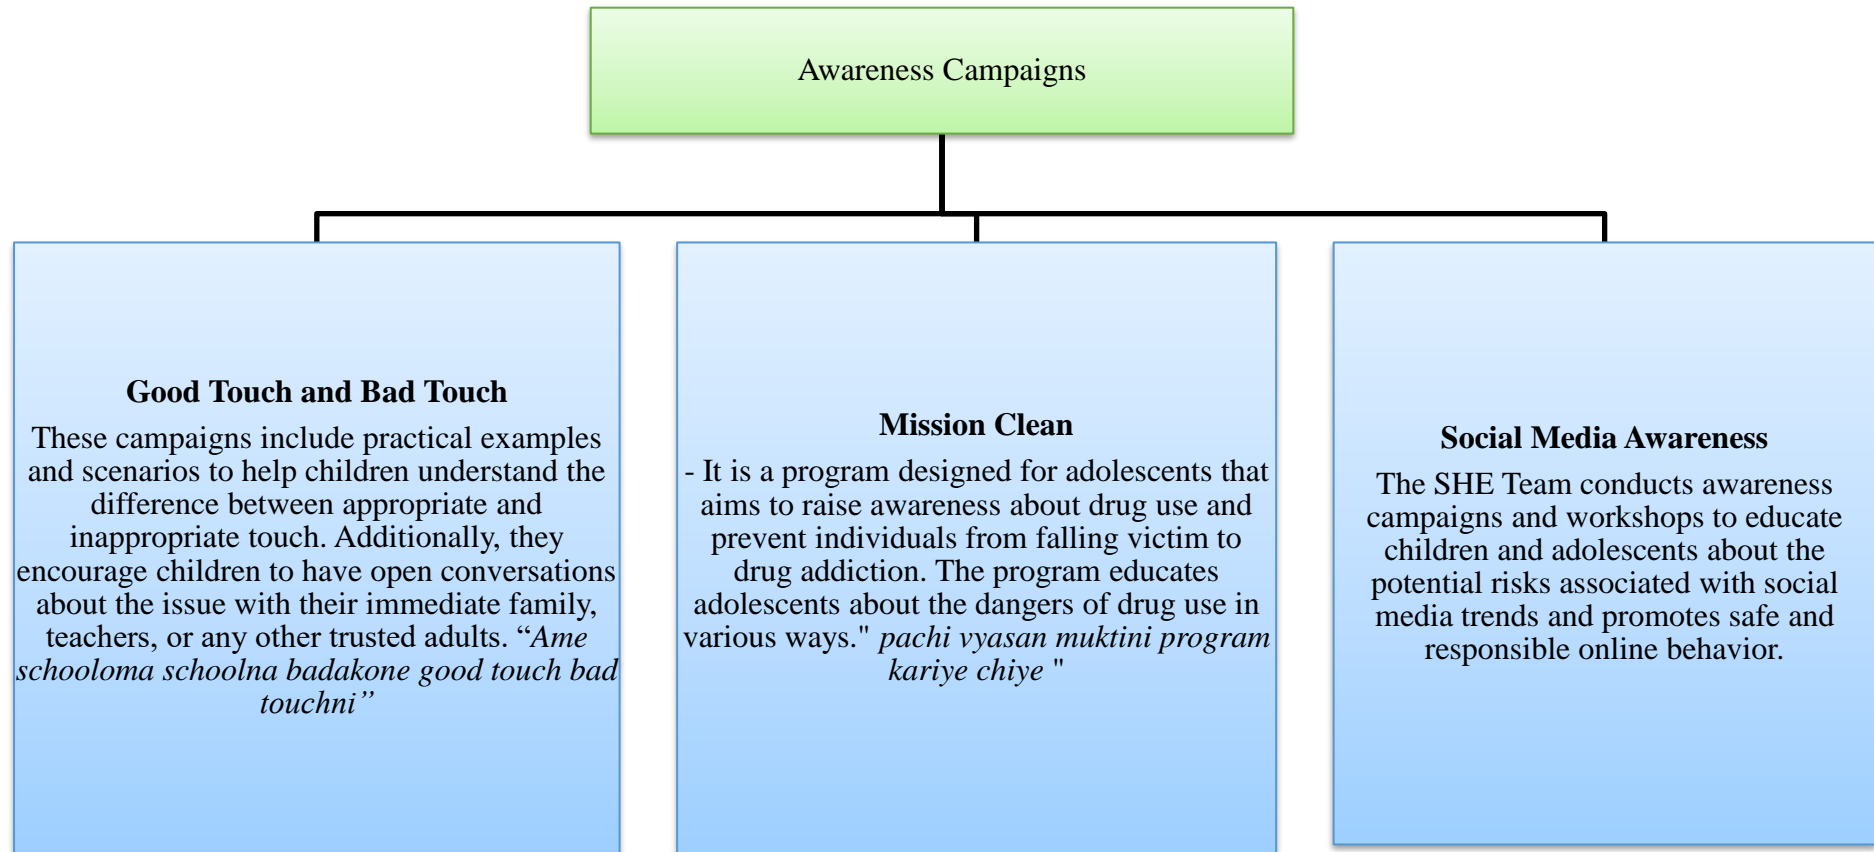 Awareness Campaigns
Good Touch and Bad Touch
These campaigns include practical examples
and scenarios to help children understand the
difference between appropriate and
inappropriate touch. Additionally, they
encourage children to have open conversations
about the issue with their immediate family,
teachers, or any other trusted adults. “Ame
schooloma schoolna badakone good touch bad
touchni”
Mission Clean
- It is a program designed for adolescents that
aims to raise awareness about drug use and
prevent individuals from falling victim to
drug addiction. The program educates
adolescents about the dangers of drug use in
various ways." pachi vyasan muktini program
kariye chiye "
Social Media Awareness
The SHE Team conducts awareness
campaigns and workshops to educate
children and adolescents about the
potential risks associated with social
media trends and promotes safe and
responsible online behavior.